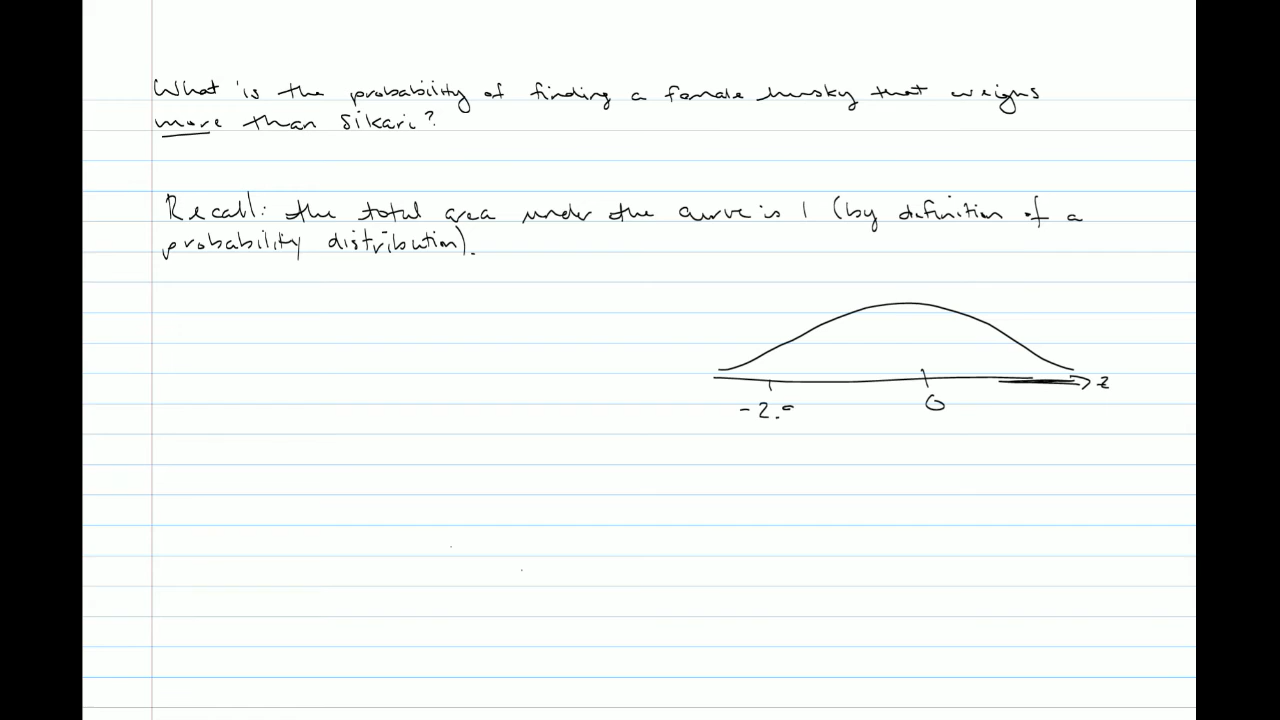 What is the probability of finding a female husky that weighs
more than Sikari?
Recall: the total area under the curve is 1 (by definition of a
probability distribution).
z
-2. 0